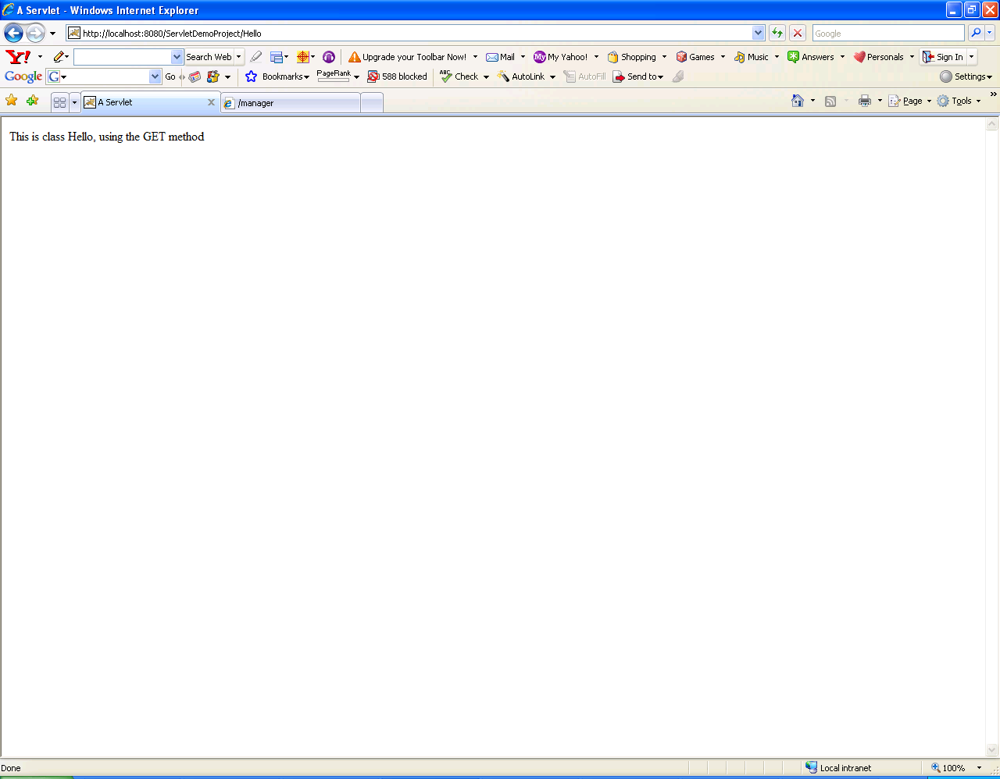 A Servlet - Windows Internet Explorer
http://localhost:8080/ServletDemoProject/Hello
Google
Y! Search Web Upgrade your Toolbar Now! Mail My My Yahoo! Shopping Games Music Answers Personals Sign In
Google G Go Bookmarks PageRank 588 blocked ABC Check AutoLink AutoFill Send to Settings
A Servlet /manager Page Tools
This is class Hello, using the GET method
Done Local intranet 100%